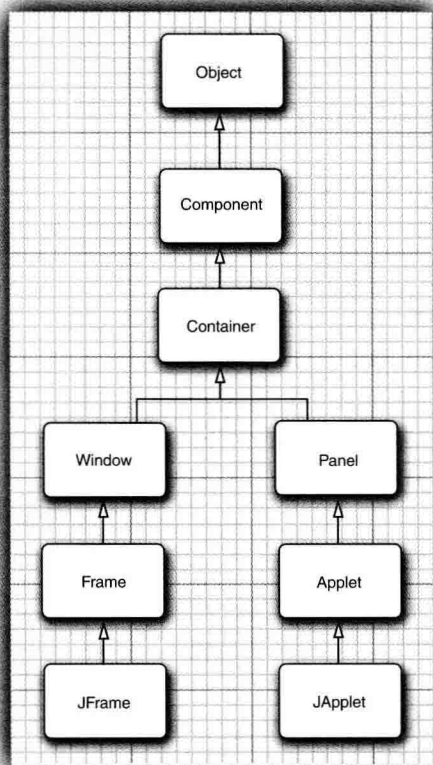 Object
Component
Container
Window
Panel
Frame
Applet
JFrame
JApplet